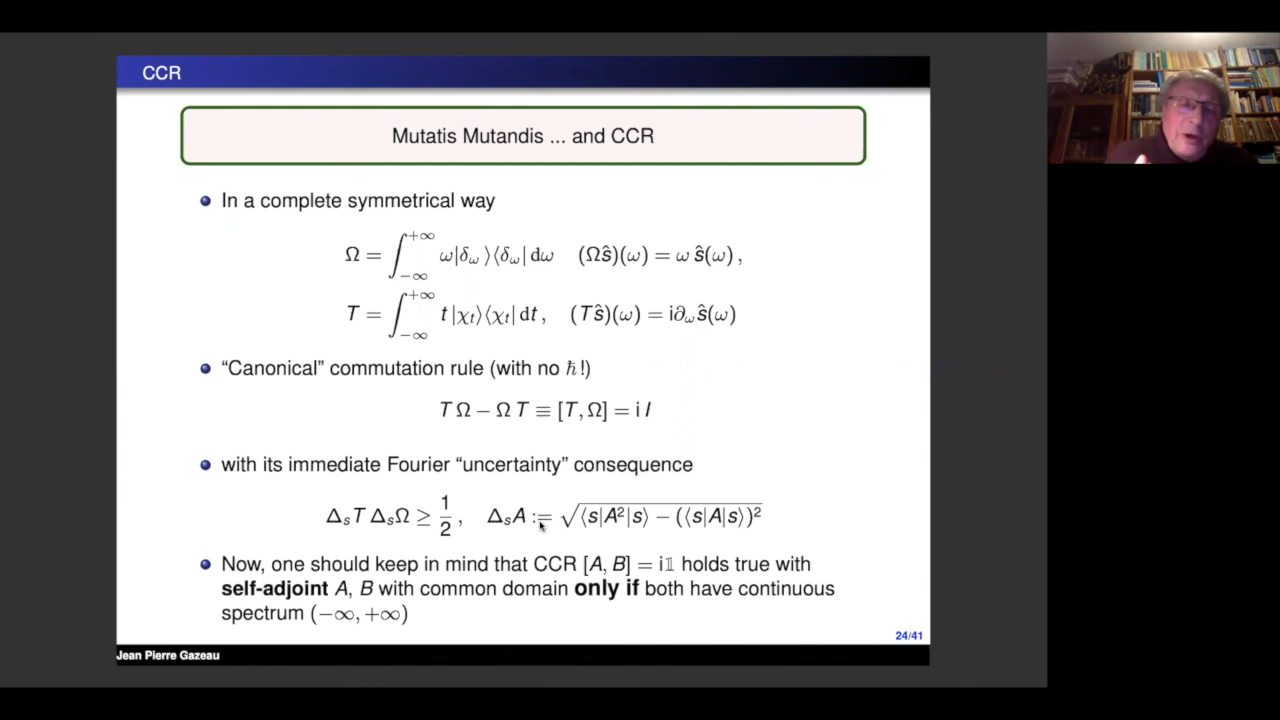 CCR
Mutatis Mutandis ... and CCR
In a complete symmetrical way
Ω = ∫_{−∞}^{+∞} ω|δ_ω⟩⟨δ_ω| dω (Ωŝ)(ω) = ω ŝ(ω) ,
T = ∫_{−∞}^{+∞} t |χ_t⟩⟨χ_t| dt , (Tŝ)(ω) = i∂_ω ŝ(ω)
“Canonical” commutation rule (with no ℏ!)
T Ω − Ω T ≡ [T, Ω] = i I
with its immediate Fourier “uncertainty” consequence
Δ_s T Δ_s Ω ≥ 1/2 , Δ_s A := √(⟨s|A²|s⟩ − (⟨s|A|s⟩)²)
Now, one should keep in mind that CCR [A, B] = i𝟙 holds true with
self-adjoint A, B with common domain only if both have continuous
spectrum (−∞, +∞)
24/41
Jean Pierre Gazeau